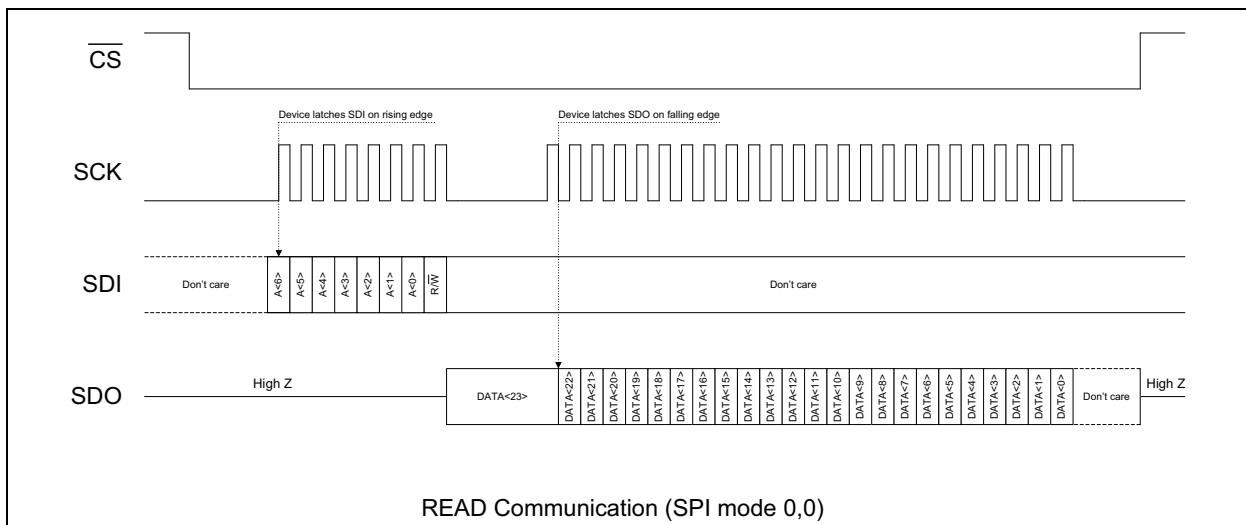 CS
Device latches SDI on rising edge
Device latches SDO on falling edge
SCK
SDI
Don't care
A<6>
A<5>
A<4>
A<3>
A<2>
A<1>
A<0>
R/W
Don't care
SDO
High Z
DATA<23>
DATA<22>
DATA<21>
DATA<20>
DATA<19>
DATA<18>
DATA<17>
DATA<16>
DATA<15>
DATA<14>
DATA<13>
DATA<12>
DATA<11>
DATA<10>
DATA<9>
DATA<8>
DATA<7>
DATA<6>
DATA<5>
DATA<4>
DATA<3>
DATA<2>
DATA<1>
DATA<0>
Don't care
High Z
READ Communication (SPI mode 0,0)